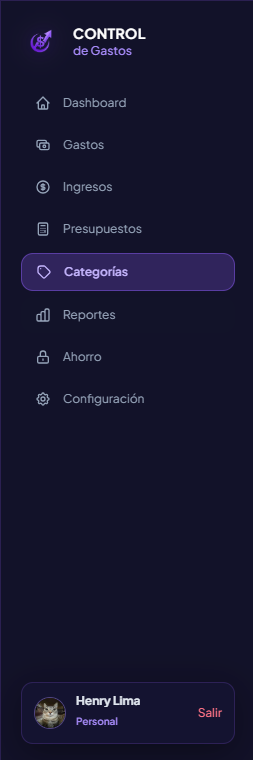 CONTROL
de Gastos
Dashboard
Gastos
Ingresos
Presupuestos
Categorías
Reportes
Ahorro
Configuración
Henry Lima
Personal
Salir